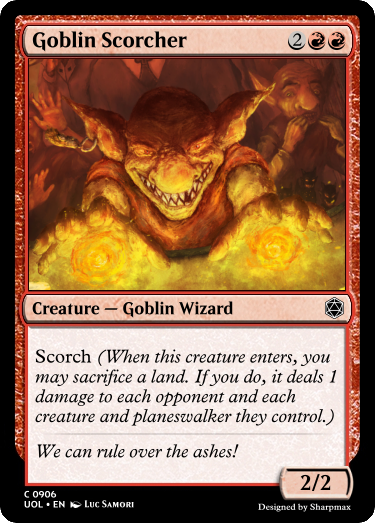 Goblin Scorcher 2
Creature — Goblin Wizard
Scorch (When this creature enters, you
may sacrifice a land. If you do, it deals 1
damage to each opponent and each
creature and planeswalker they control.)
We can rule over the ashes!
2/2
C 0906
UOL • EN Luc Samori
Designed by Sharpmax